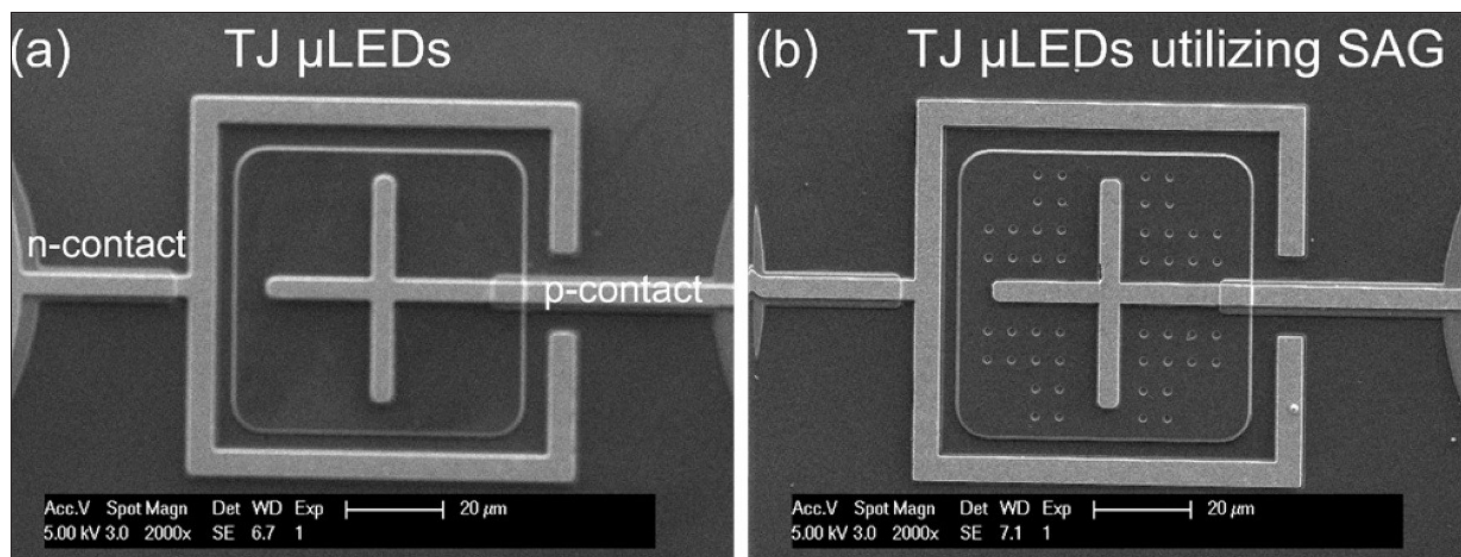 (a) TJ µLEDs
n-contact
p-contact
Acc.V Spot Magn Det WD Exp 20 µm
5.00 kV 3.0 2000x SE 6.7 1
(b) TJ µLEDs utilizing SAG
Acc.V Spot Magn Det WD Exp 20 µm
5.00 kV 3.0 2000x SE 7.1 1